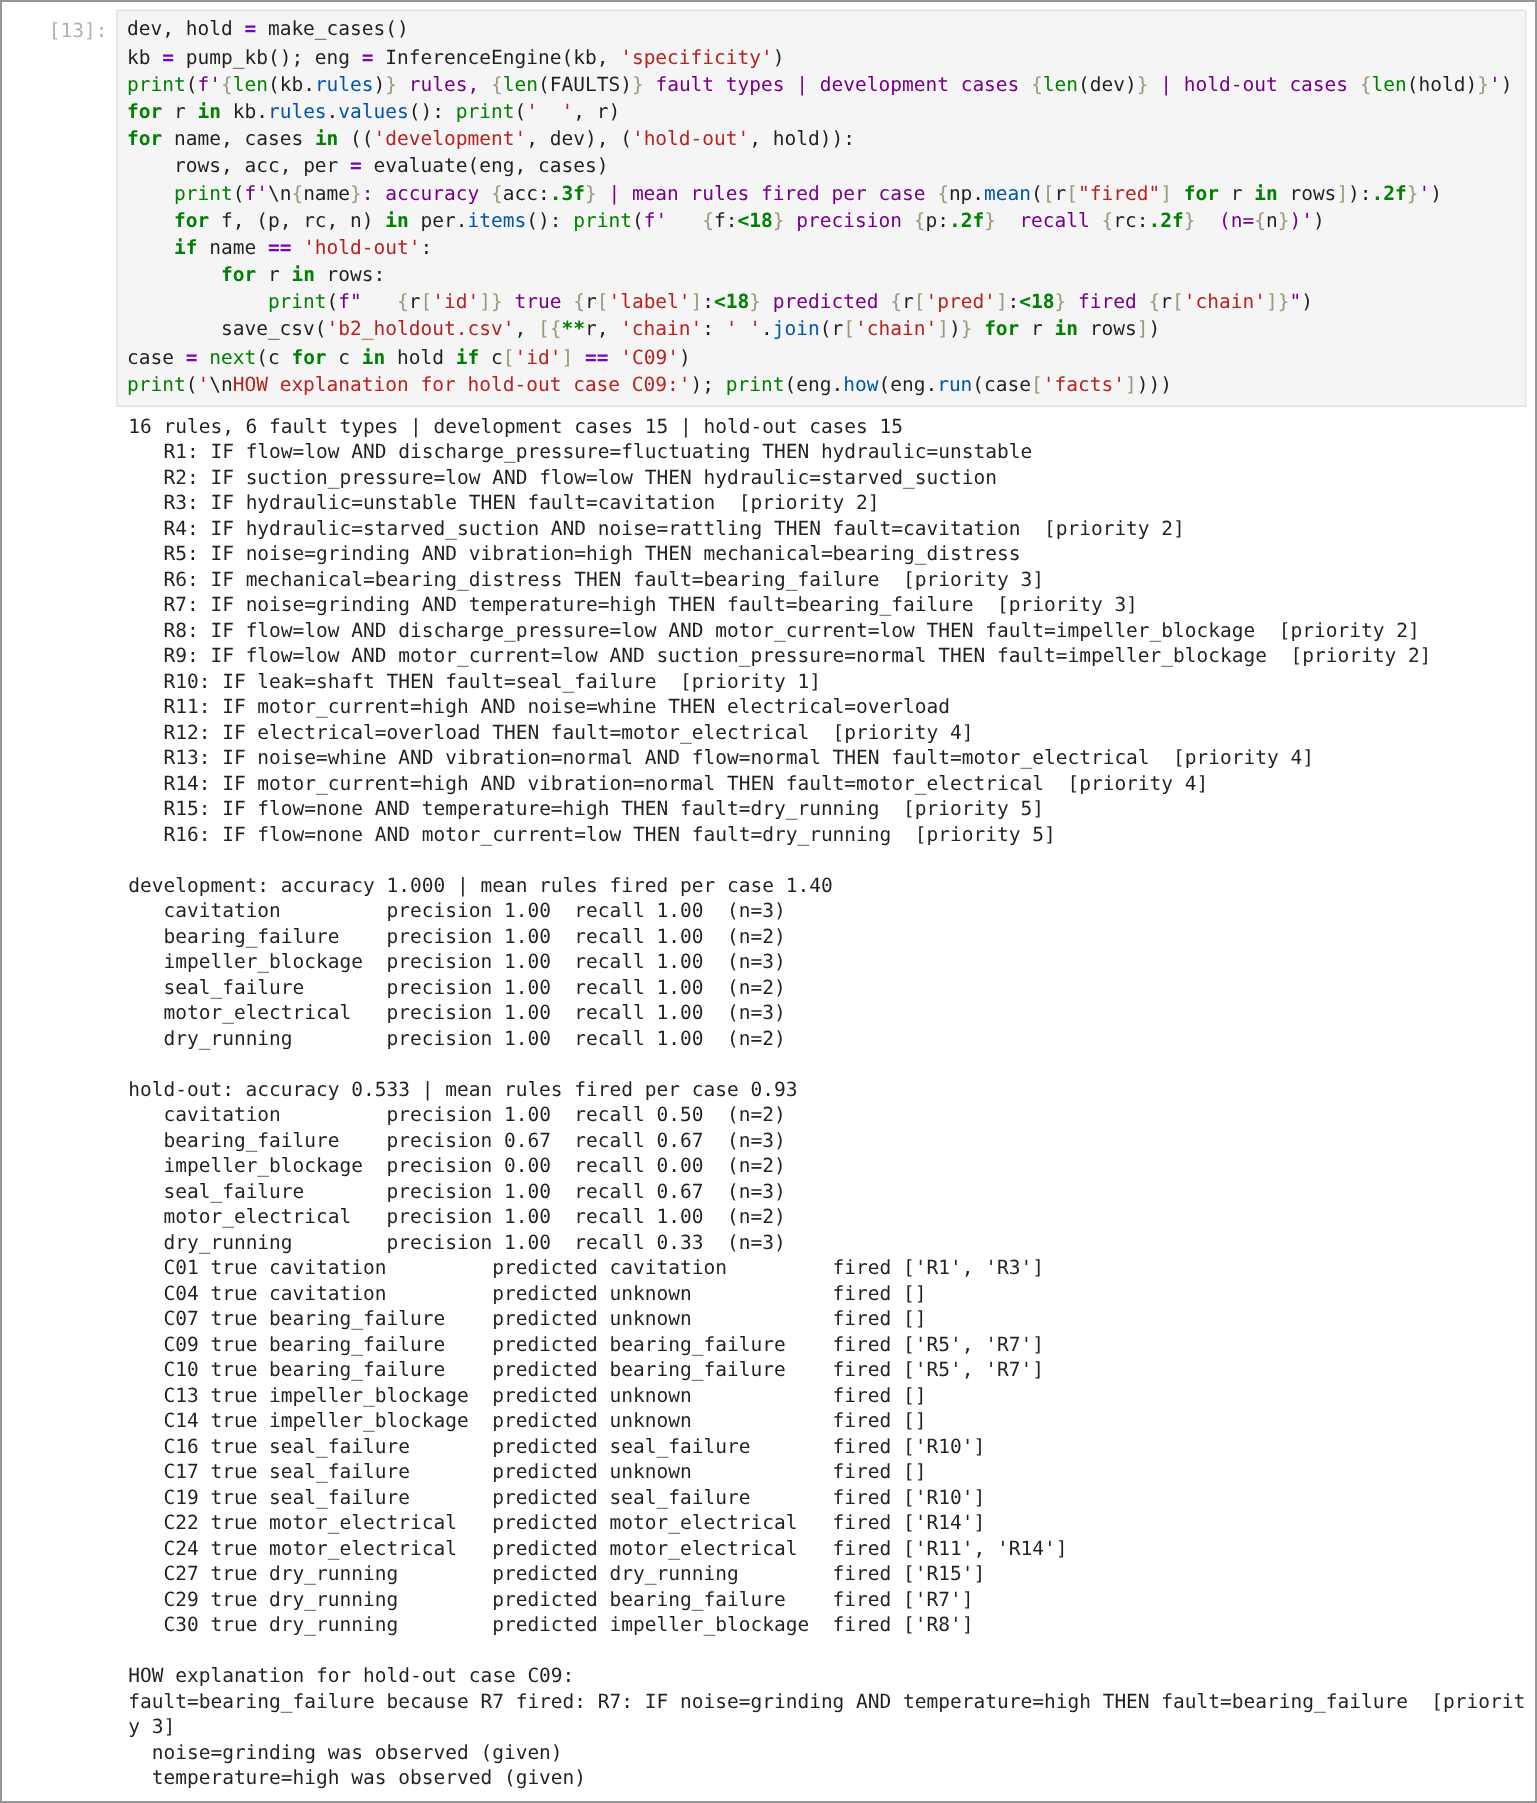 [13]:
dev, hold = make_cases()
kb = pump_kb(); eng = InferenceEngine(kb, 'specificity')
print(f'{len(kb.rules)} rules, {len(FAULTS)} fault types | development cases {len(dev)} | hold-out cases {len(hold)}')
for r in kb.rules.values(): print('  ', r)
for name, cases in (('development', dev), ('hold-out', hold)):
    rows, acc, per = evaluate(eng, cases)
    print(f'\n{name}: accuracy {acc:.3f} | mean rules fired per case {np.mean([r["fired"] for r in rows]):.2f}')
    for f, (p, rc, n) in per.items(): print(f'   {f:<18} precision {p:.2f}  recall {rc:.2f}  (n={n})')
    if name == 'hold-out':
        for r in rows:
            print(f"   {r['id']} true {r['label']:<18} predicted {r['pred']:<18} fired {r['chain']}")
        save_csv('b2_holdout.csv', [{**r, 'chain': ' '.join(r['chain'])} for r in rows])
case = next(c for c in hold if c['id'] == 'C09')
print('\nHOW explanation for hold-out case C09:'); print(eng.how(eng.run(case['facts'])))
16 rules, 6 fault types | development cases 15 | hold-out cases 15
   R1: IF flow=low AND discharge_pressure=fluctuating THEN hydraulic=unstable
   R2: IF suction_pressure=low AND flow=low THEN hydraulic=starved_suction
   R3: IF hydraulic=unstable THEN fault=cavitation  [priority 2]
   R4: IF hydraulic=starved_suction AND noise=rattling THEN fault=cavitation  [priority 2]
   R5: IF noise=grinding AND vibration=high THEN mechanical=bearing_distress
   R6: IF mechanical=bearing_distress THEN fault=bearing_failure  [priority 3]
   R7: IF noise=grinding AND temperature=high THEN fault=bearing_failure  [priority 3]
   R8: IF flow=low AND discharge_pressure=low AND motor_current=low THEN fault=impeller_blockage  [priority 2]
   R9: IF flow=low AND motor_current=low AND suction_pressure=normal THEN fault=impeller_blockage  [priority 2]
   R10: IF leak=shaft THEN fault=seal_failure  [priority 1]
   R11: IF motor_current=high AND noise=whine THEN electrical=overload
   R12: IF electrical=overload THEN fault=motor_electrical  [priority 4]
   R13: IF noise=whine AND vibration=normal AND flow=normal THEN fault=motor_electrical  [priority 4]
   R14: IF motor_current=high AND vibration=normal THEN fault=motor_electrical  [priority 4]
   R15: IF flow=none AND temperature=high THEN fault=dry_running  [priority 5]
   R16: IF flow=none AND motor_current=low THEN fault=dry_running  [priority 5]

development: accuracy 1.000 | mean rules fired per case 1.40
   cavitation         precision 1.00  recall 1.00  (n=3)
   bearing_failure    precision 1.00  recall 1.00  (n=2)
   impeller_blockage  precision 1.00  recall 1.00  (n=3)
   seal_failure       precision 1.00  recall 1.00  (n=2)
   motor_electrical   precision 1.00  recall 1.00  (n=3)
   dry_running        precision 1.00  recall 1.00  (n=2)

hold-out: accuracy 0.533 | mean rules fired per case 0.93
   cavitation         precision 1.00  recall 0.50  (n=2)
   bearing_failure    precision 0.67  recall 0.67  (n=3)
   impeller_blockage  precision 0.00  recall 0.00  (n=2)
   seal_failure       precision 1.00  recall 0.67  (n=3)
   motor_electrical   precision 1.00  recall 1.00  (n=2)
   dry_running        precision 1.00  recall 0.33  (n=3)
   C01 true cavitation         predicted cavitation         fired ['R1', 'R3']
   C04 true cavitation         predicted unknown            fired []
   C07 true bearing_failure    predicted unknown            fired []
   C09 true bearing_failure    predicted bearing_failure    fired ['R5', 'R7']
   C10 true bearing_failure    predicted bearing_failure    fired ['R5', 'R7']
   C13 true impeller_blockage  predicted unknown            fired []
   C14 true impeller_blockage  predicted unknown            fired []
   C16 true seal_failure       predicted seal_failure       fired ['R10']
   C17 true seal_failure       predicted unknown            fired []
   C19 true seal_failure       predicted seal_failure       fired ['R10']
   C22 true motor_electrical   predicted motor_electrical   fired ['R14']
   C24 true motor_electrical   predicted motor_electrical   fired ['R11', 'R14']
   C27 true dry_running        predicted dry_running        fired ['R15']
   C29 true dry_running        predicted bearing_failure    fired ['R7']
   C30 true dry_running        predicted impeller_blockage  fired ['R8']

HOW explanation for hold-out case C09:
fault=bearing_failure because R7 fired: R7: IF noise=grinding AND temperature=high THEN fault=bearing_failure  [priorit
y 3]
  noise=grinding was observed (given)
  temperature=high was observed (given)